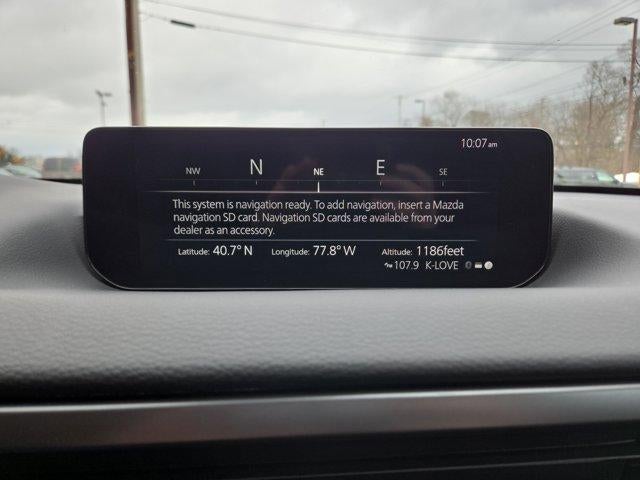 10:07am
NW N NE E SE
This system is navigation ready. To add navigation, insert a Mazda
navigation SD card. Navigation SD cards are available from your
dealer as an accessory.
Latitude: 40.7° N Longitude: 77.8° W Altitude: 1186feet
107.9 K-LOVE